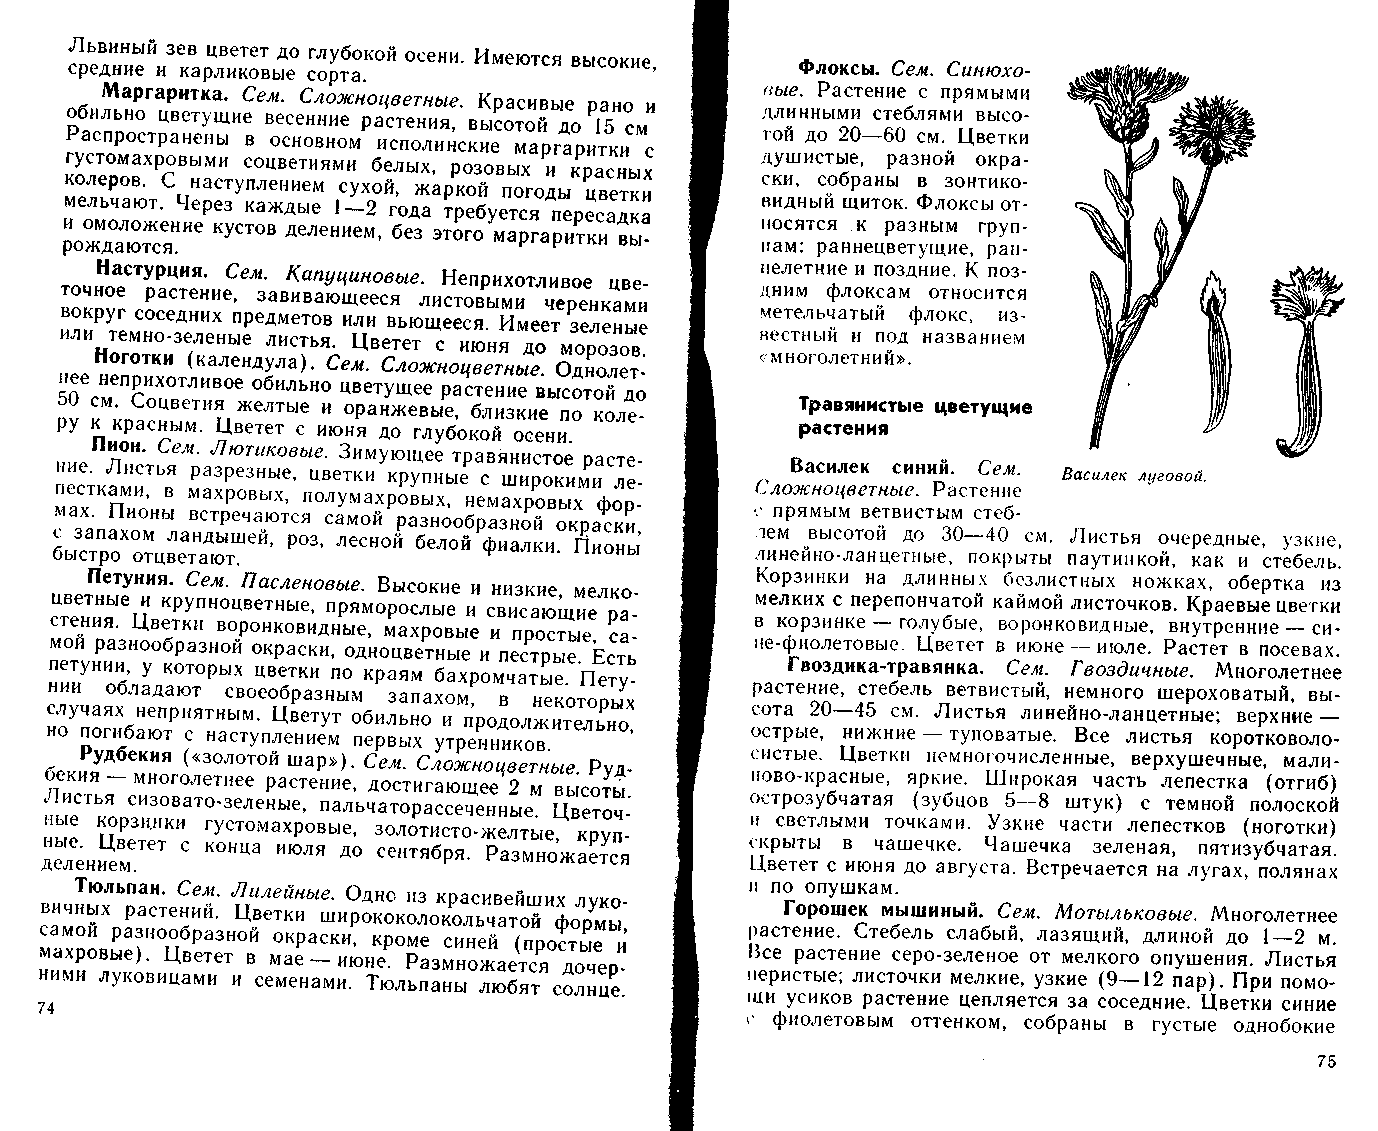 Львиный зев цветет до глубокой осени. Имеются высокие,
средние и карликовые сорта.
Маргаритка. Сем. Сложноцветные. Красивые рано и
обильно цветущие весенние растения, высотой до 15 см
Распространены в основном исполинские маргаритки с
густомахровыми соцветиями белых, розовых и красных
колеров. С наступлением сухой, жаркой погоды цветки
мельчают. Через каждые 1—2 года требуется пересадка
и омоложение кустов делением, без этого маргаритки вы-
рождаются.
Настурция. Сем. Капуциновые. Неприхотливое цве-
точное растение, завивающееся листовыми черенками
вокруг соседних предметов или вьющееся. Имеет зеленые
или темно-зеленые листья. Цветет с июня до морозов.
Ноготки (календула). Сем. Сложноцветные. Однолет-
нее неприхотливое обильно цветущее растение высотой до
50 см. Соцветия желтые и оранжевые, близкие по коле-
ру к красным. Цветет с июня до глубокой осени.
Пион. Сем. Лютиковые. Зимующее травянистое расте-
ние. Листья разрезные, цветки крупные с широкими ле-
пестками, в махровых, полумахровых, немахровых фор-
мах. Пионы встречаются самой разнообразной окраски,
с запахом ландышей, роз, лесной белой фиалки. Пионы
быстро отцветают.
Петуния. Сем. Пасленовые. Высокие и низкие, мелко-
цветные и крупноцветные, пряморослые и свисающие ра-
стения. Цветки воронковидные, махровые и простые, са-
мой разнообразной окраски, одноцветные и пестрые. Есть
петунии, у которых цветки по краям бахромчатые. Пету-
нии обладают своеобразным запахом, в некоторых
случаях неприятным. Цветут обильно и продолжительно,
но погибают с наступлением первых утренников.
Рудбекия («золотой шар»). Сем. Сложноцветные. Руд-
бекия — многолетнее растение, достигающее 2 м высоты.
Листья сизовато-зеленые, пальчаторассеченные. Цветоч-
ные корзинки густомахровые, золотисто-желтые, круп-
ные. Цветет с конца июля до сентября. Размножается
делением.
Тюльпан. Сем. Лилейные. Одно из красивейших луко-
вичных растений. Цветки ширококолокольчатой формы,
самой разнообразной окраски, кроме синей (простые и
махровые). Цветет в мае — июне. Размножается дочер-
ними луковицами и семенами. Тюльпаны любят солнце.
74
Флоксы. Сем. Синюхо-
вые. Растение с прямыми
длинными стеблями высо-
той до 20—60 см. Цветки
душистые, разной окра-
ски, собраны в зонтико-
видный щиток. Флоксы от-
носятся к разным груп-
пам: раннецветущие, ран-
нелетние и поздние. К поз-
дним флоксам относится
метельчатый флокс, из-
вестный и под названием
«многолетний».
Травянистые цветущие
растения
Василек синий. Сем.
Сложноцветные. Растение
с прямым ветвистым стеб-
лем высотой до 30—40 см. Листья очередные, узкие,
линейно-ланцетные, покрыты паутинкой, как и стебель.
Корзинки на длинных безлистных ножках, обертка из
мелких с перепончатой каймой листочков. Краевые цветки
в корзинке — голубые, воронковидные, внутренние — си-
не-фиолетовые. Цветет в июне — июле. Растет в посевах.
Гвоздика-травянка. Сем. Гвоздичные. Многолетнее
растение, стебель ветвистый, немного шероховатый, вы-
сота 20—45 см. Листья линейно-ланцетные; верхние —
острые, нижние — туповатые. Все листья коротковоло-
систые. Цветки немногочисленные, верхушечные, мали-
ново-красные, яркие. Широкая часть лепестка (отгиб)
острозубчатая (зубцов 5—8 штук) с темной полоской
и светлыми точками. Узкие части лепестков (ноготки)
скрыты в чашечке. Чашечка зеленая, пятизубчатая.
Цветет с июня до августа. Встречается на лугах, полянах
и по опушкам.
Горошек мышиный. Сем. Мотыльковые. Многолетнее
растение. Стебель слабый, лазящий, длиной до 1—2 м.
Все растение серо-зеленое от мелкого опушения. Листья
перистые; листочки мелкие, узкие (9—12 пар). При помо-
щи усиков растение цепляется за соседние. Цветки синие
с фиолетовым оттенком, собраны в густые однобокие
Василек луговой.
75